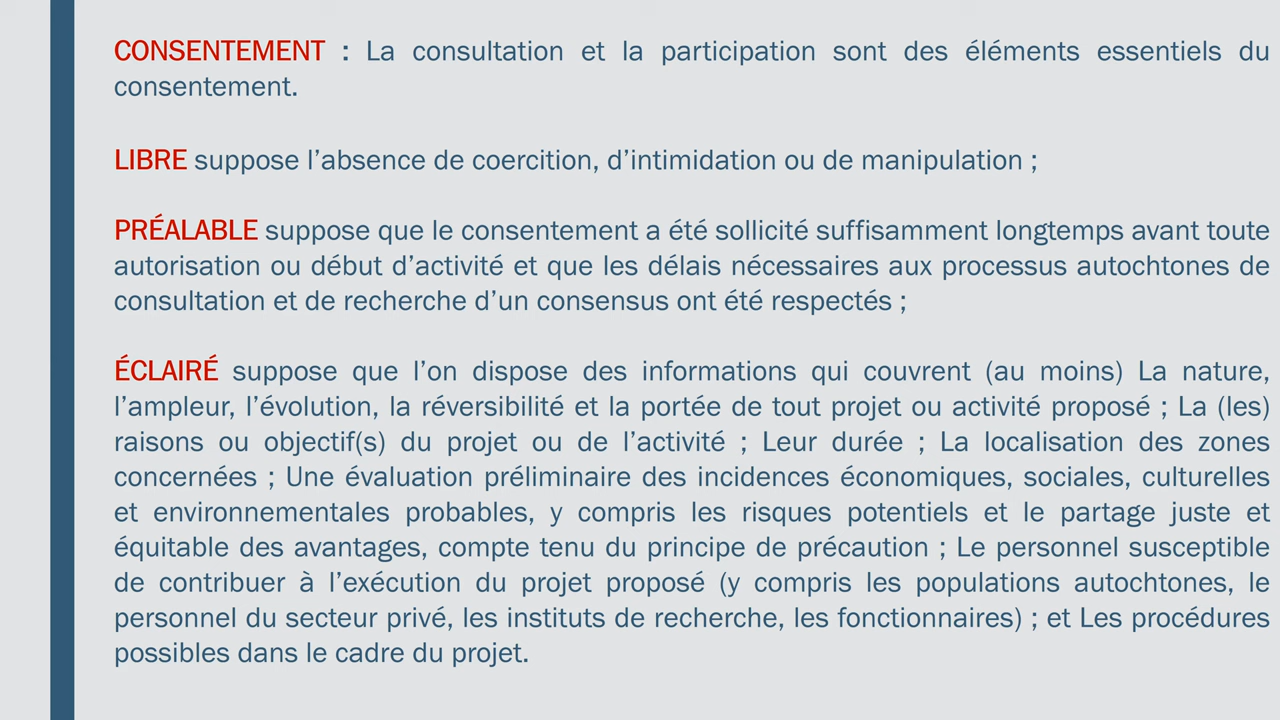 CONSENTEMENT : La consultation et la participation sont des éléments essentiels du
consentement.
LIBRE suppose l’absence de coercition, d’intimidation ou de manipulation ;
PRÉALABLE suppose que le consentement a été sollicité suffisamment longtemps avant toute
autorisation ou début d’activité et que les délais nécessaires aux processus autochtones de
consultation et de recherche d’un consensus ont été respectés ;
ÉCLAIRÉ suppose que l’on dispose des informations qui couvrent (au moins) La nature,
l’ampleur, l’évolution, la réversibilité et la portée de tout projet ou activité proposé ; La (les)
raisons ou objectif(s) du projet ou de l’activité ; Leur durée ; La localisation des zones
concernées ; Une évaluation préliminaire des incidences économiques, sociales, culturelles
et environnementales probables, y compris les risques potentiels et le partage juste et
équitable des avantages, compte tenu du principe de précaution ; Le personnel susceptible
de contribuer à l’exécution du projet proposé (y compris les populations autochtones, le
personnel du secteur privé, les instituts de recherche, les fonctionnaires) ; et Les procédures
possibles dans le cadre du projet.